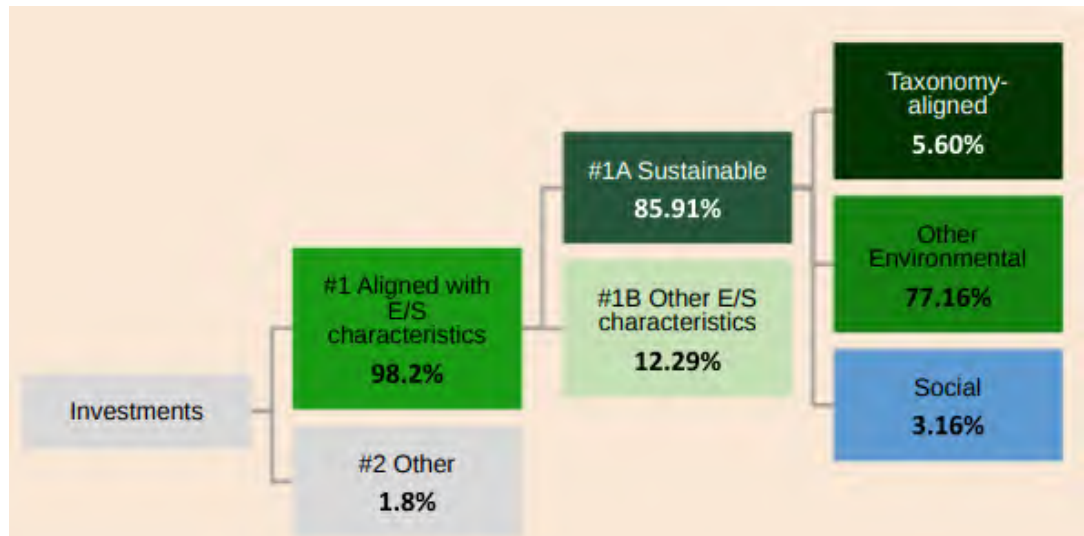 Investments
#1 Aligned with
E/S
characteristics
98.2%
#2 Other
1.8%
#1A Sustainable
85.91%
#1B Other E/S
characteristics
12.29%
Taxonomy-
aligned
5.60%
Other
Environmental
77.16%
Social
3.16%